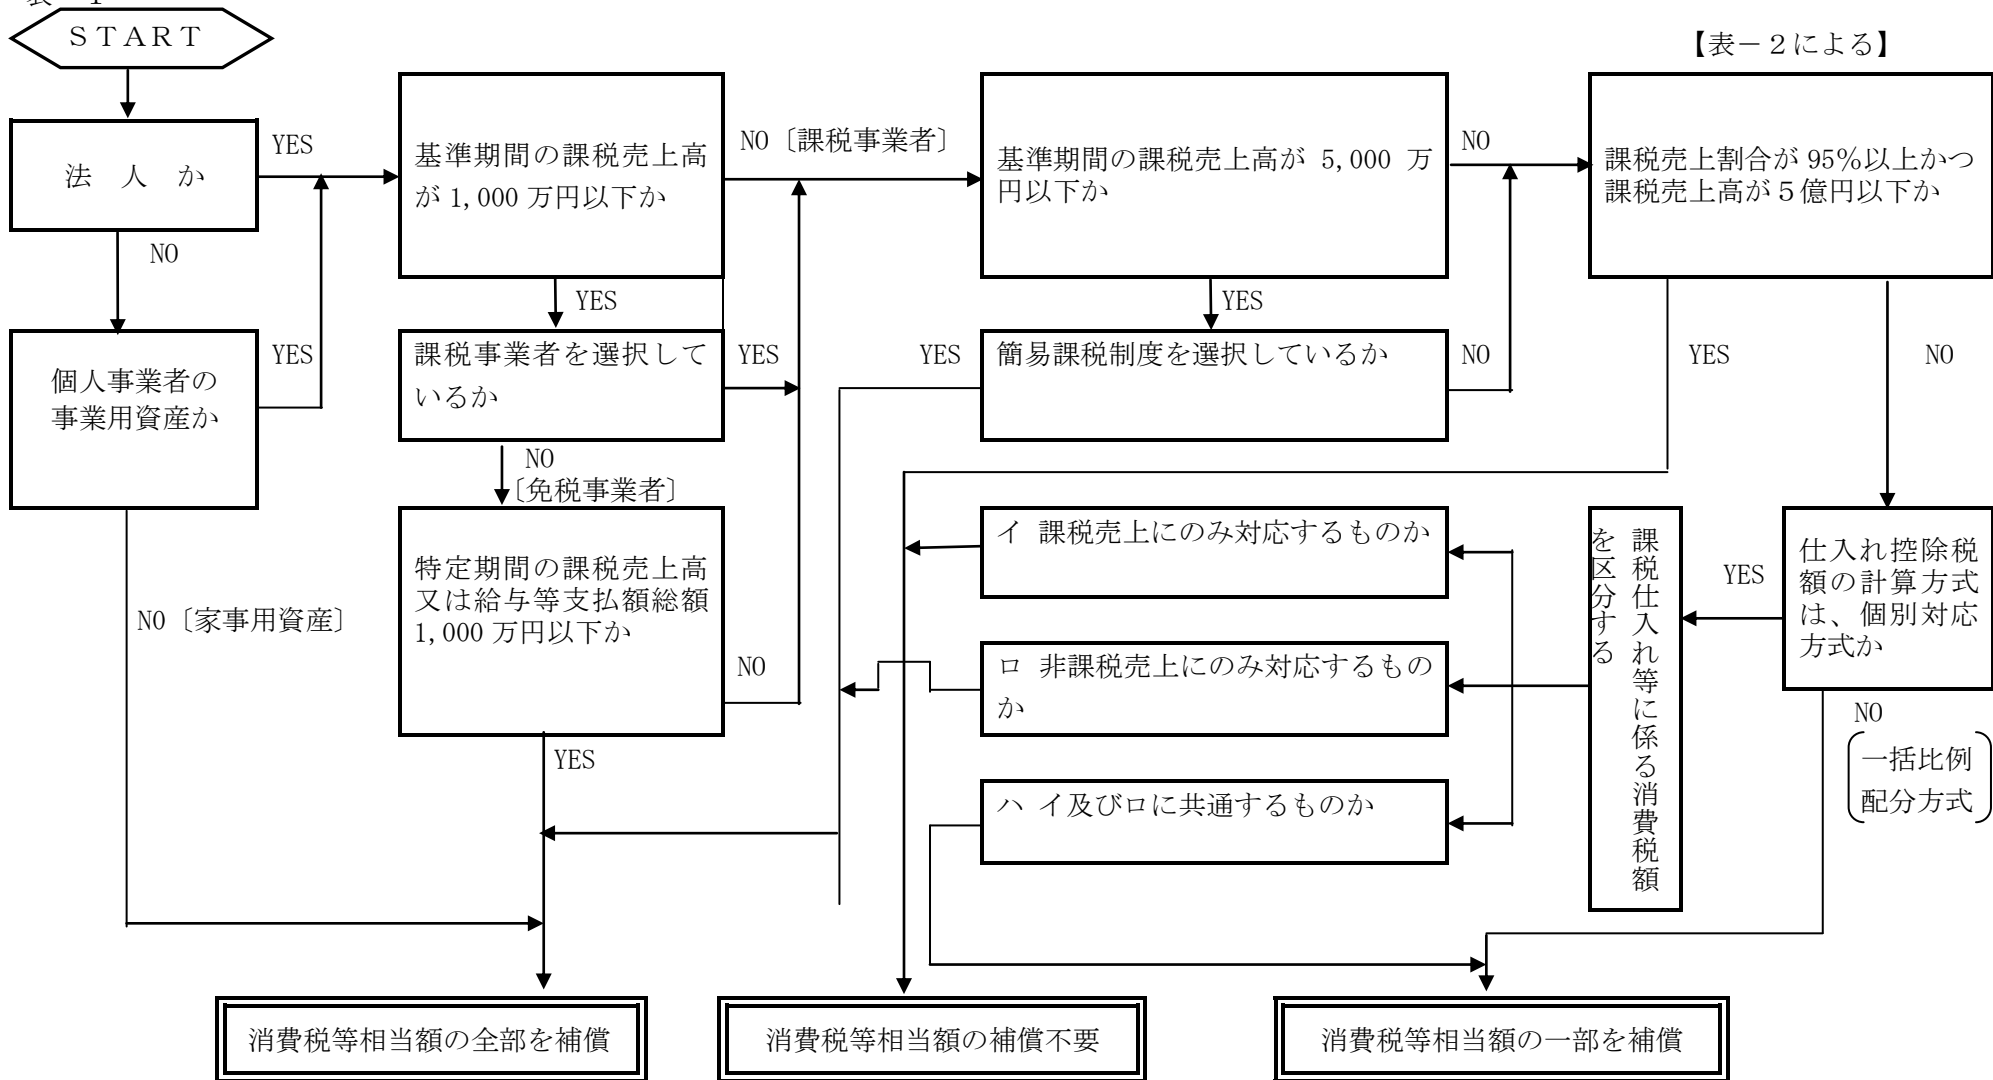 表－1
ＳＴＡＲＴ
【表－２による】
法　人　か
YES
NO
個人事業者の
事業用資産か
YES
NO〔家事用資産〕
基準期間の課税売上高
が 1,000 万円以下か
NO〔課税事業者〕
YES
課税事業者を選択して
いるか
YES
NO
〔免税事業者〕
特定期間の課税売上高
又は給与等支払額総額
1,000 万円以下か
NO
YES
基準期間の課税売上高が 5,000 万
円以下か
NO
YES
簡易課税制度を選択しているか
YES
NO
課税売上割合が 95％以上かつ
課税売上高が５億円以下か
YES
NO
仕入れ控除税
額の計算方式
は、個別対応
方式か
YES
NO
一括比例
配分方式
課税仕入れ等に係る消費税額
を区分する
イ 課税売上にのみ対応するものか
ロ 非課税売上にのみ対応するもの
か
ハ イ及びロに共通するものか
消費税等相当額の全部を補償
消費税等相当額の補償不要
消費税等相当額の一部を補償